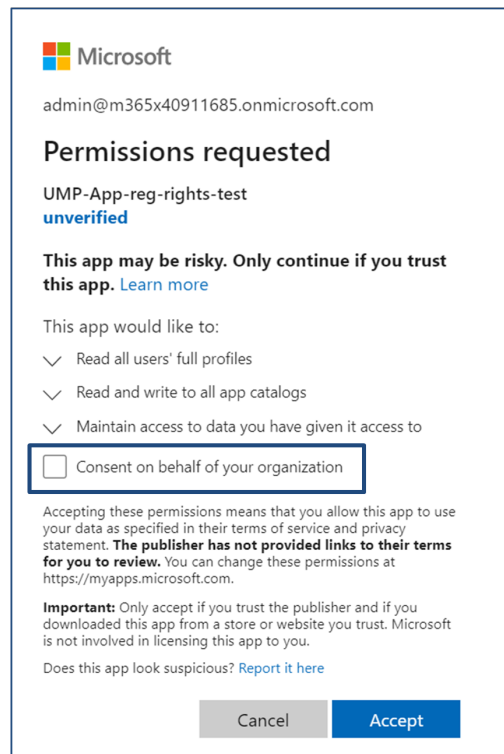 Microsoft
admin@m365x40911685.onmicrosoft.com
Permissions requested
UMP-App-reg-rights-test
unverified
This app may be risky. Only continue if you trust
this app. Learn more
This app would like to:
Read all users' full profiles
Read and write to all app catalogs
Maintain access to data you have given it access to
Consent on behalf of your organization
Accepting these permissions means that you allow this app to use
your data as specified in their terms of service and privacy
statement. The publisher has not provided links to their terms
for you to review. You can change these permissions at
https://myapps.microsoft.com.
Important: Only accept if you trust the publisher and if you
downloaded this app from a store or website you trust. Microsoft
is not involved in licensing this app to you.
Does this app look suspicious? Report it here
Cancel
Accept